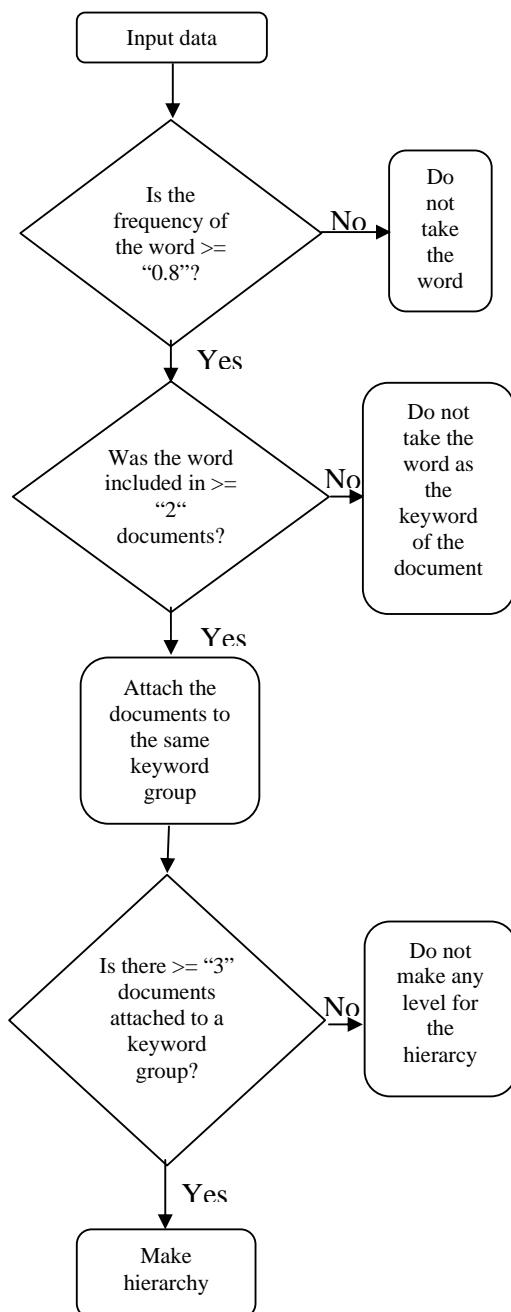 Input data
Is the
frequency of
the word >=
“0.8”?
No
Do
not
take
the
word
Yes
Was the word
included in >=
“2“
documents?
No
Do not
take the
word as
the
keyword
of the
document
Yes
Attach the
documents to
the same
keyword
group
Is there >= “3”
documents
attached to a
keyword
group?
No
Do not
make any
level for
the
hierarcy
Yes
Make
hierarchy